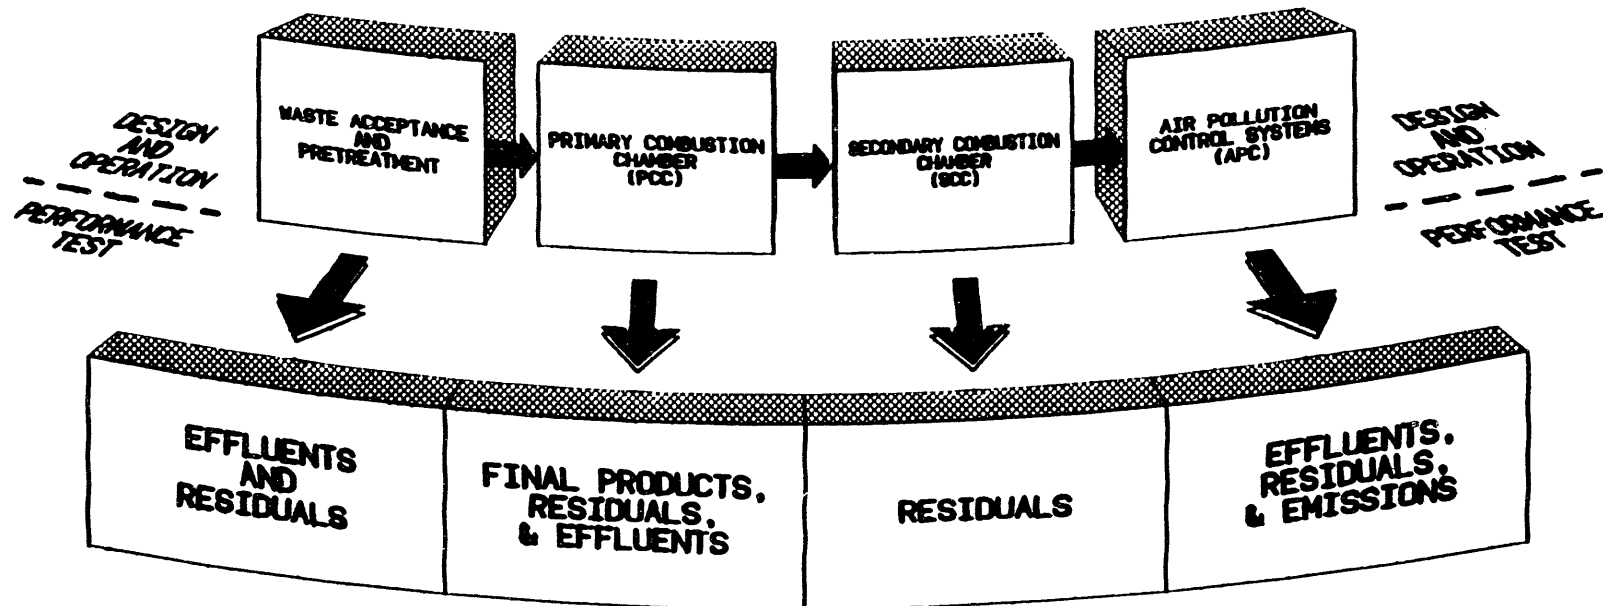 DESIGN
AND
OPERATION
PERFORMANCE
TEST
WASTE ACCEPTANCE
AND
PRETREATMENT
PRIMARY COMBUSTION
CHAMBER
(PCC)
SECONDARY COMBUSTION
CHAMBER
(SCC)
AIR POLLUTION
CONTROL SYSTEMS
(APC)
DESIGN
AND
OPERATION
PERFORMANCE
TEST
EFFLUENTS
AND
RESIDUALS
FINAL PRODUCTS,
RESIDUALS,
& EFFLUENTS
RESIDUALS
EFFLUENTS,
RESIDUALS,
& EMISSIONS